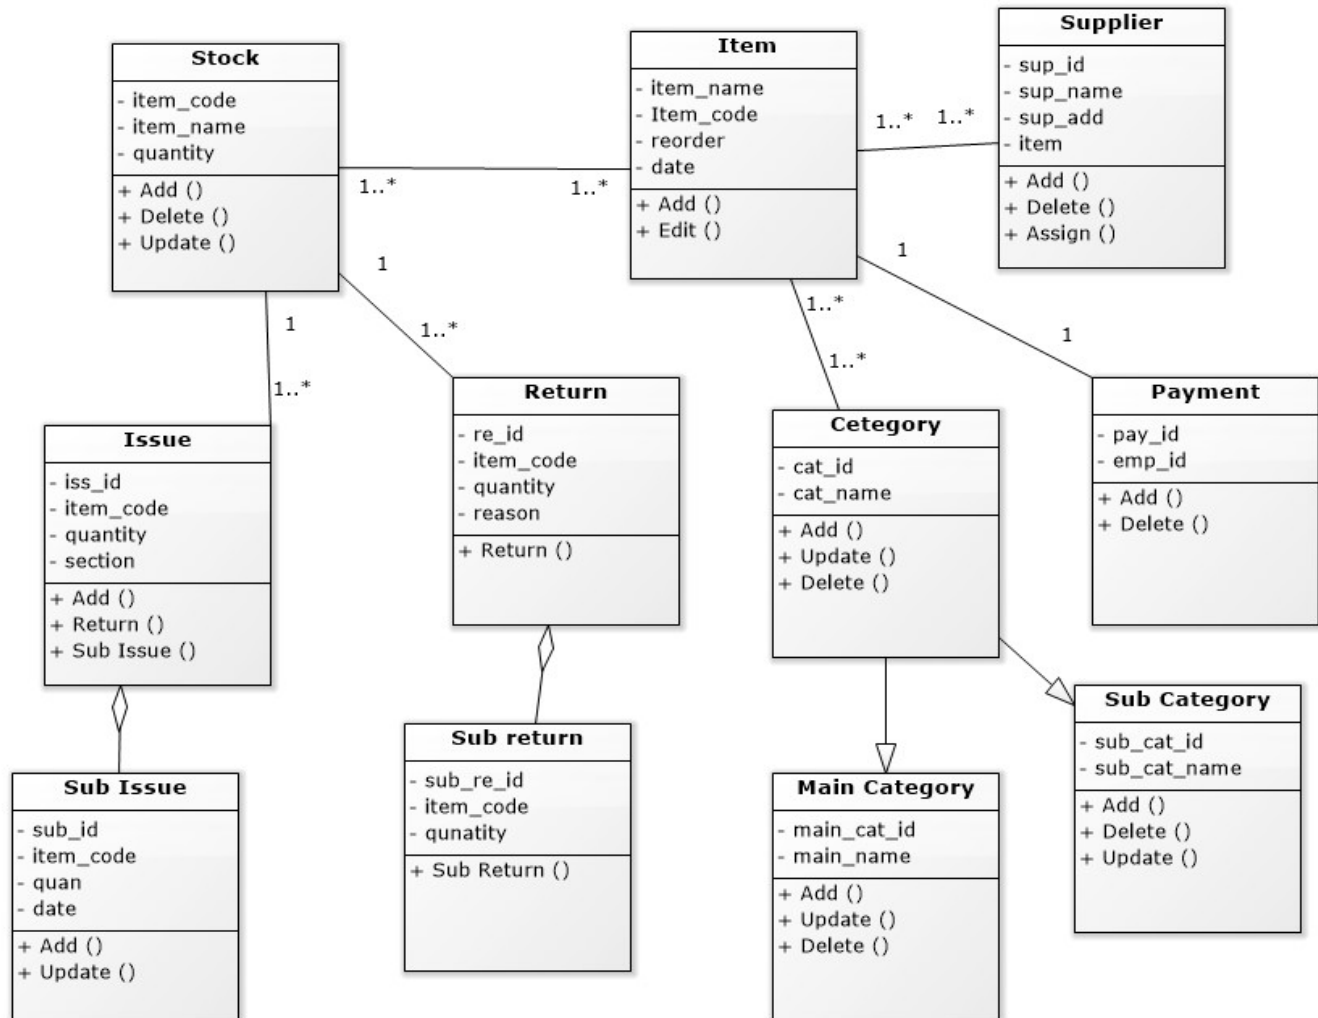 Stock
- item_code
- item_name
- quantity
+ Add ()
+ Delete ()
+ Update ()
Item
- item_name
- Item_code
- reorder
- date
+ Add ()
+ Edit ()
Supplier
- sup_id
- sup_name
- sup_add
- item
+ Add ()
+ Delete ()
+ Assign ()
1..*
1..*
1..*
1..*
1
1..*
1
1..*
1..*
1..*
1
1
Issue
- iss_id
- item_code
- quantity
- section
+ Add ()
+ Return ()
+ Sub Issue ()
Return
- re_id
- item_code
- quantity
- reason
+ Return ()
Cetegory
- cat_id
- cat_name
+ Add ()
+ Update ()
+ Delete ()
Payment
- pay_id
- emp_id
+ Add ()
+ Delete ()
Sub Issue
- sub_id
- item_code
- quan
- date
+ Add ()
+ Update ()
Sub return
- sub_re_id
- item_code
- qunatity
+ Sub Return ()
Main Category
- main_cat_id
- main_name
+ Add ()
+ Update ()
+ Delete ()
Sub Category
- sub_cat_id
- sub_cat_name
+ Add ()
+ Delete ()
+ Update ()